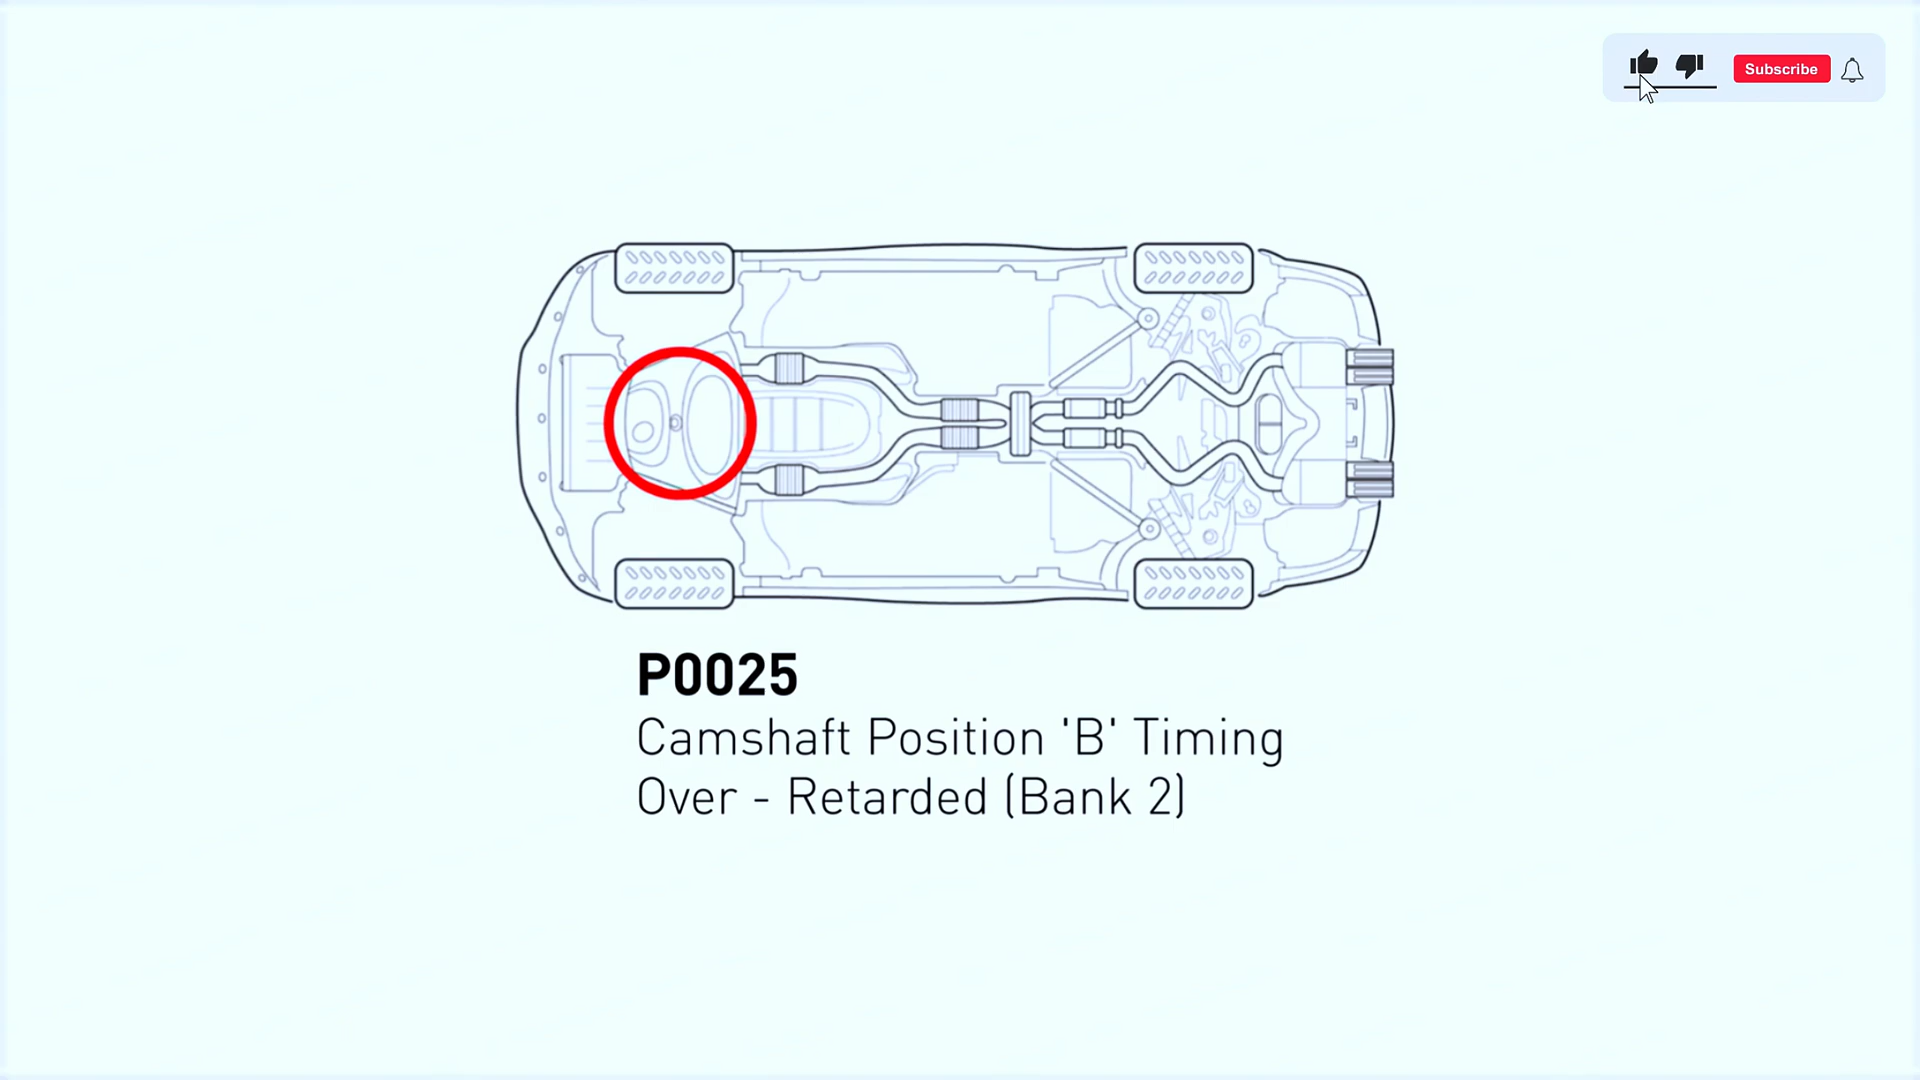 Subscribe
P0025
Camshaft Position 'B' Timing
Over - Retarded (Bank 2)